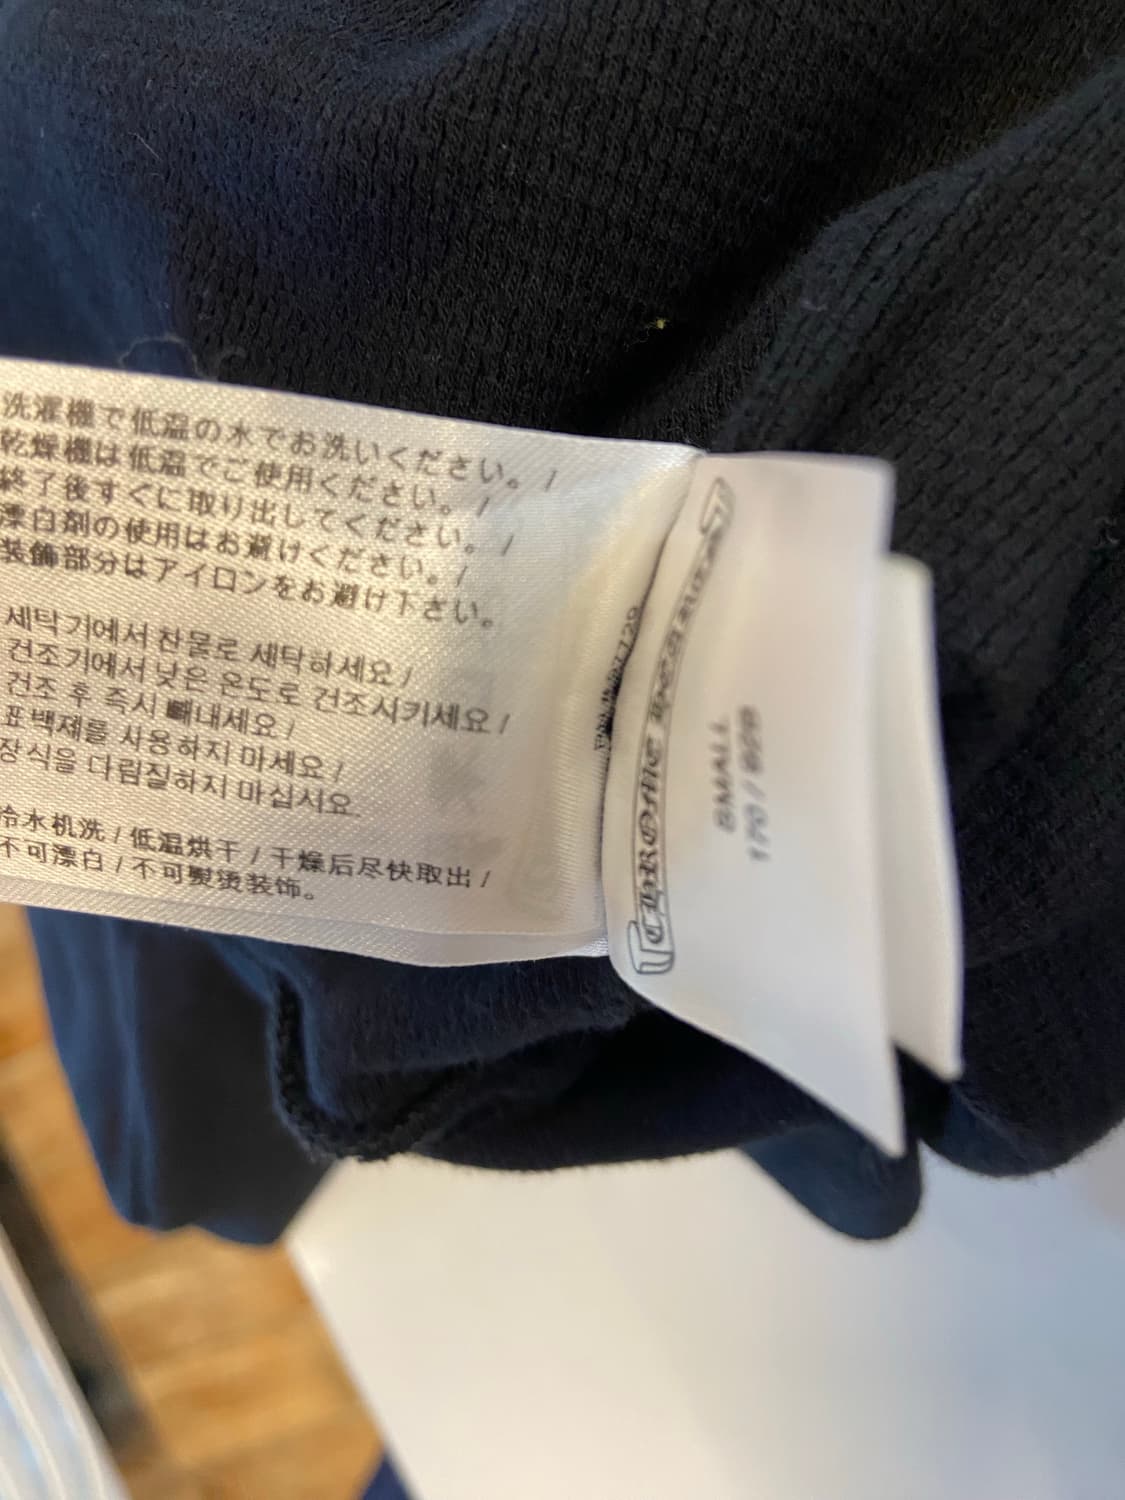 洗濯機で低温の水でお洗いください。/
乾燥機は低温でご使用ください。/
終了後すぐに取り出してください。/
漂白剤の使用はお避けください。/
装飾部分はアイロンをお避け下さい。
세탁기에서 찬물로 세탁하세요 /
건조기에서 낮은 온도로 건조시키세요 /
건조 후 즉시 빼내세요 /
표백제를 사용하지 마세요 /
장식을 다림질하지 마십시요.
冷水机洗 / 低温烘干 / 干燥后尽快取出 /
不可漂白 / 不可熨烫装饰。
CHROME HEARTS
SMALL
170 /